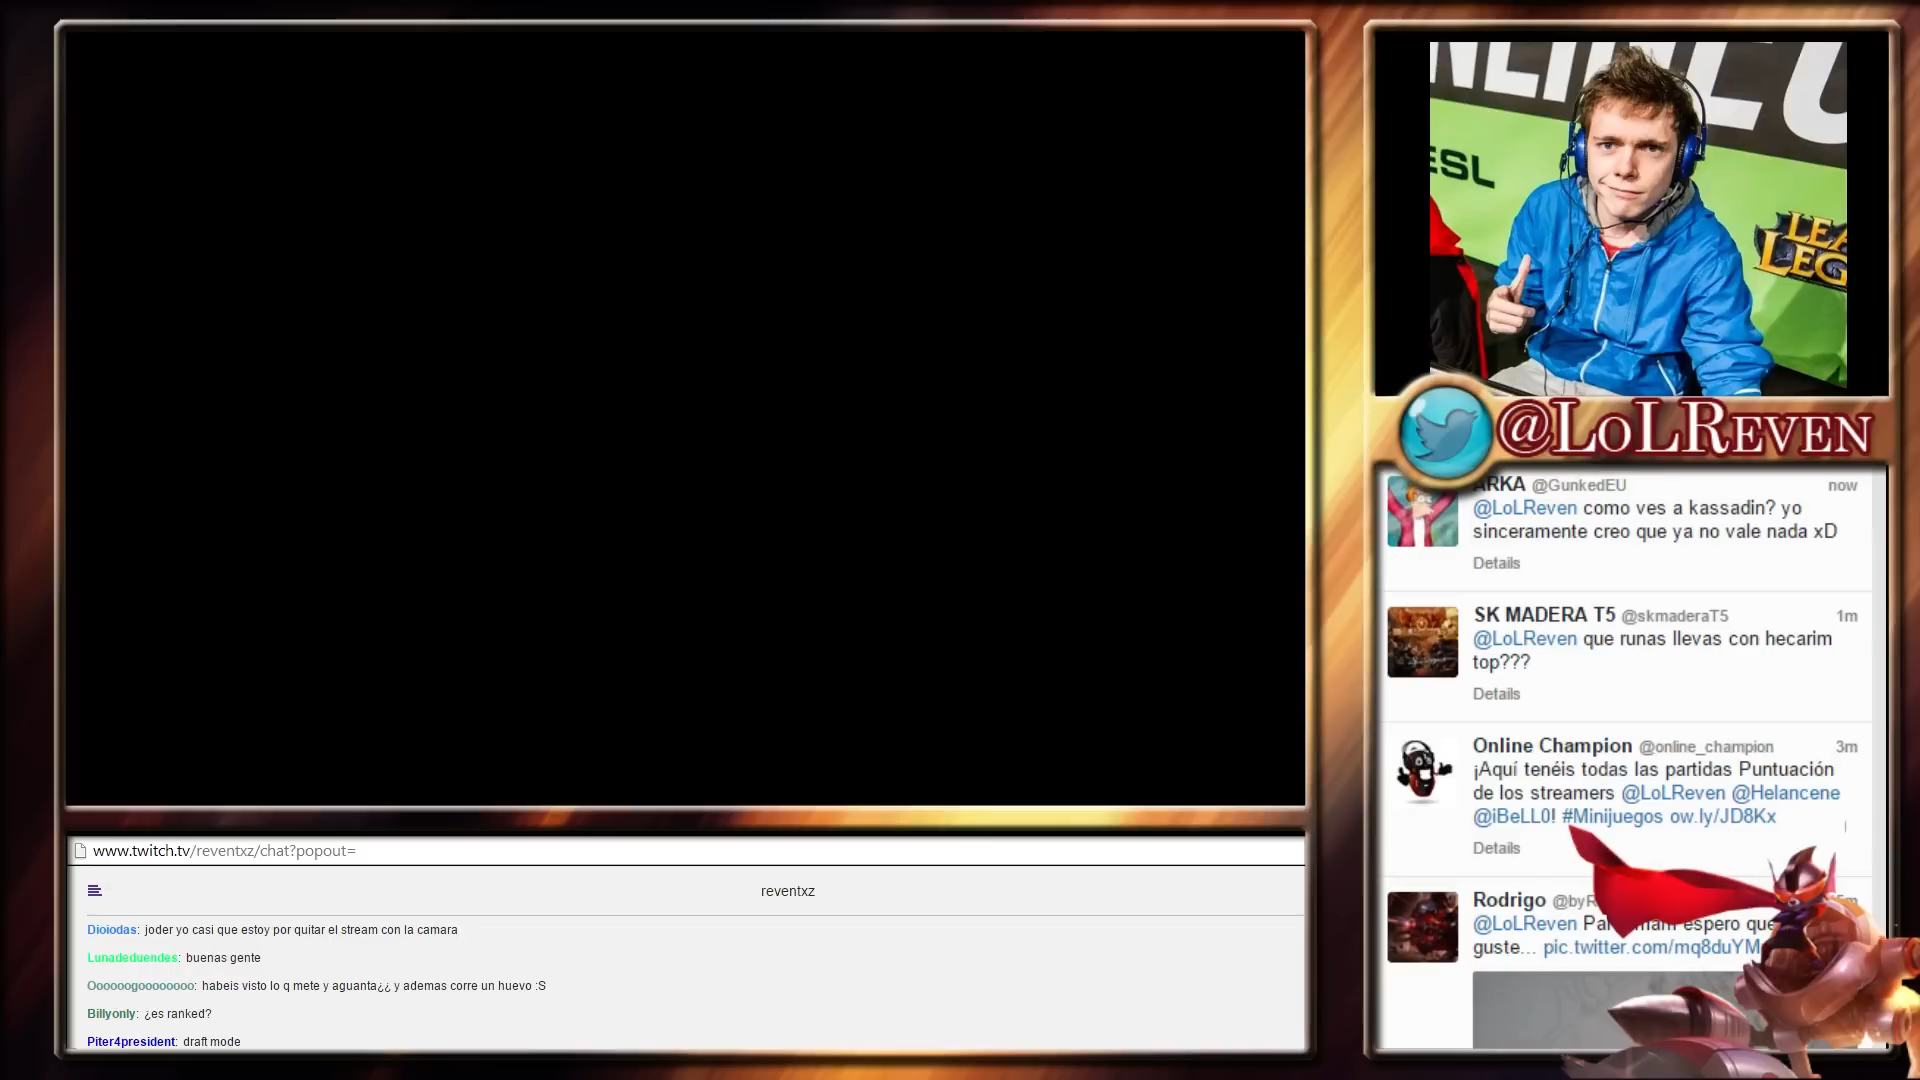 ESL
@LOLREVEN
ARKA @GunkedEU now
@LoLReven como ves a kassadin? yo
sinceramente creo que ya no vale nada xD
Details
SK MADERA T5 @skmaderaT5 1m
@LoLReven que runas llevas con hecarim
top???
Details
Online Champion @online_champion 3m
¡Aquí tenéis todas las partidas Puntuación
de los streamers @LoLReven @Helancene
@iBeLL0! #Minijuegos ow.ly/JD8Kx
Details
Rodrigo
@LoLReven espero que
guste... pic.twitter.com/mq8duYM
www.twitch.tv/reventxz/chat?popout=
reventxz
Dioiodas: joder yo casi que estoy por quitar el stream con la camara
Lunadeduendes: buenas gente
Oooooogoooooooo: habeis visto lo q mete y aguanta¿¿ y ademas corre un huevo :S
Billyonly: ¿es ranked?
Piter4president: draft mode